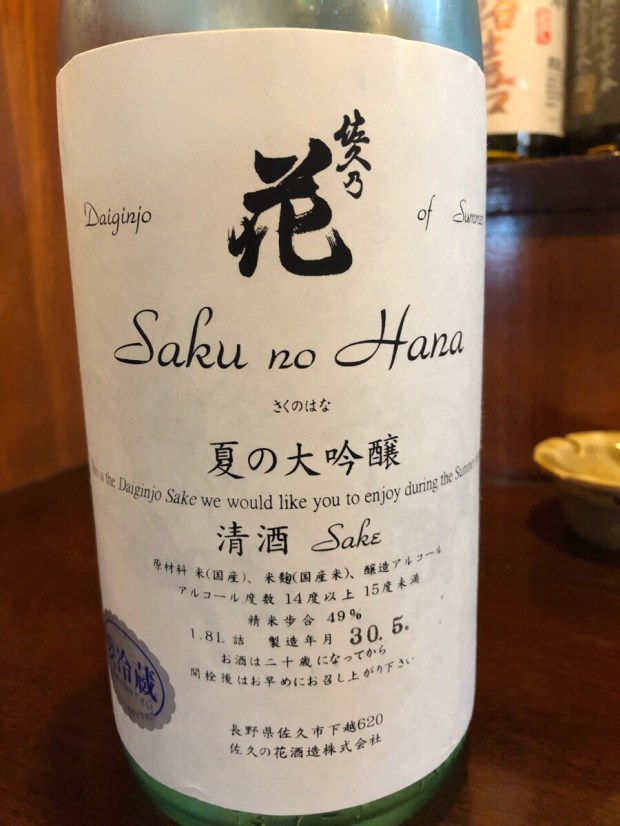 佐久乃
花
Daiginjo of Summer
Saku no Hana
さくのはな
夏の大吟醸
is the Daiginjo Sake we would like you to enjoy during the Summer
清酒 Sake
原材料 米(国産)、米麹(国産米)、醸造アルコール
アルコール度数 14度以上 15度未満
精米歩合 49%
1.8L 詰 製造年月 30.5.
お酒は二十歳になってから
開栓後はお早めにお召し上がり下さい
要冷蔵
長野県佐久市下越620
佐久の花酒造株式会社